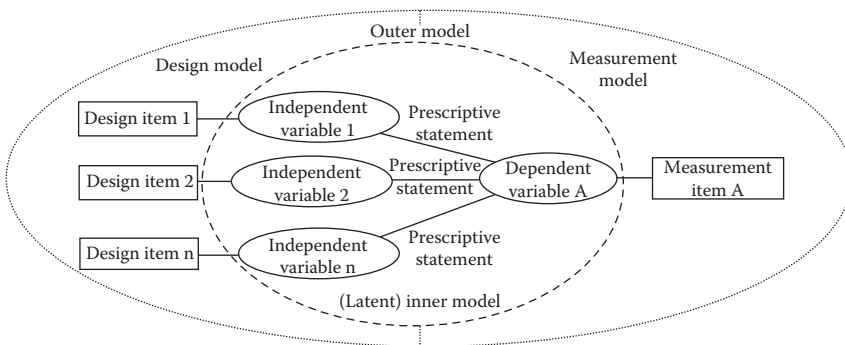 Outer model
Design model
Measurement
model
Design item 1
Independent
variable 1
Prescriptive
statement
Design item 2
Independent
variable 2
Prescriptive
statement
Dependent
variable A
Measurement
item A
Design item n
Independent
variable n
Prescriptive
statement
(Latent) inner model